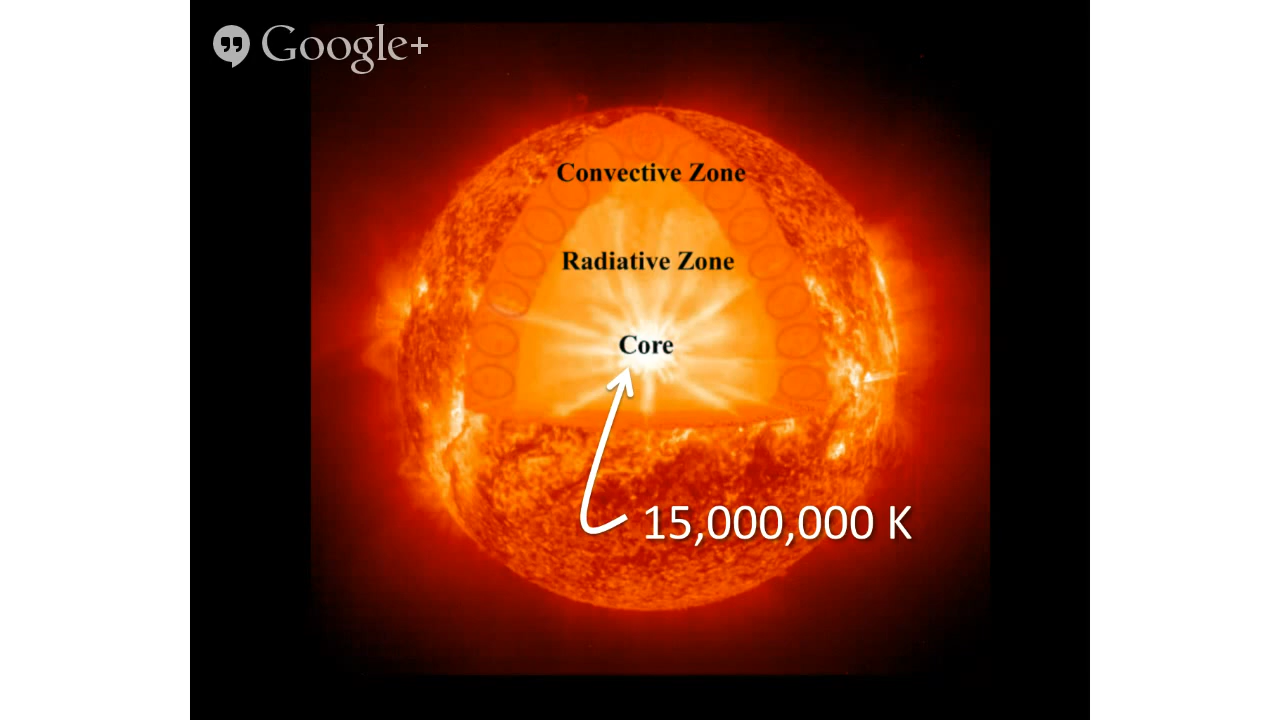 Google+
Convective Zone
Radiative Zone
Core
15,000,000 K